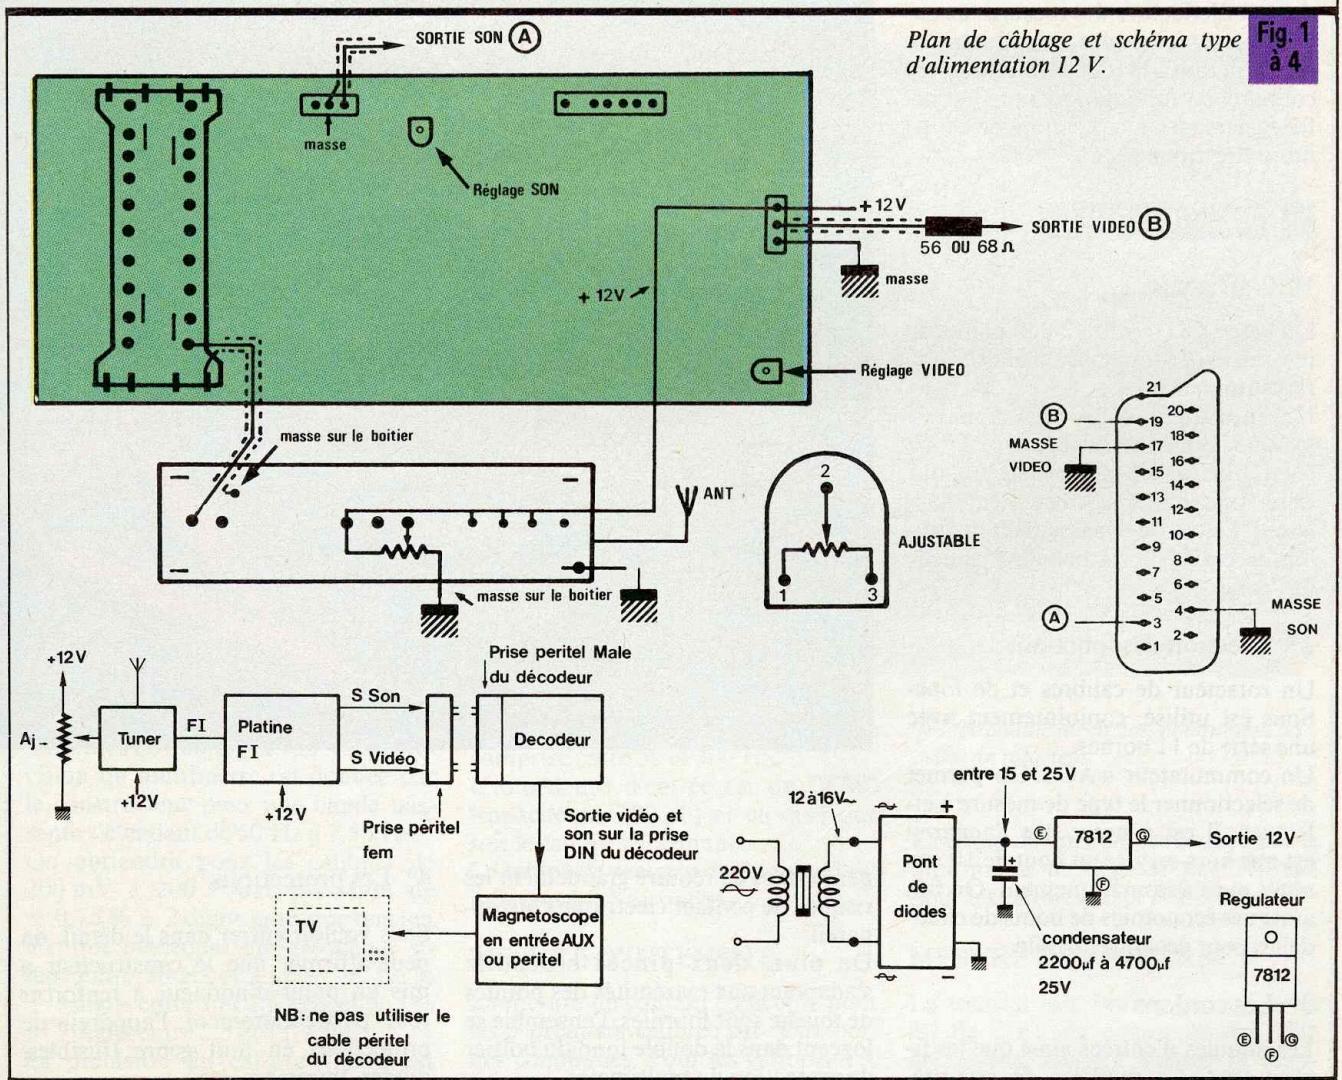 SORTIE SON A
Plan de câblage et schéma type
d'alimentation 12 V.
Fig. 1
à 4
masse
Réglage SON
+ 12 V
SORTIE VIDEO B
56 OU 68 Ω
masse
+ 12V
Réglage VIDEO
masse sur le boitier
ANT
masse sur le boitier
2
1
3
AJUSTABLE
21
20
B
19
18
MASSE
VIDEO
17
16
15
14
13
12
11
10
9
8
7
6
5
4
MASSE
SON
A
3
2
1
+12 V
Aj
Tuner
FI
+12V
Platine
FI
+12V
S Son
S Vidéo
Prise péritel
fem
Prise peritel Male
du décodeur
Decodeur
Sortie vidéo et
son sur la prise
DIN du décodeur
Magnetoscope
en entrée AUX
ou peritel
TV
NB: ne pas utiliser le
cable péritel
du décodeur
220V
12 à 16V~
Pont
de
diodes
+
-
entre 15 et 25V
+
condensateur
2200µf à 4700µf
25V
E
7812
G
F
Sortie 12V
Regulateur
7812
E
F
G